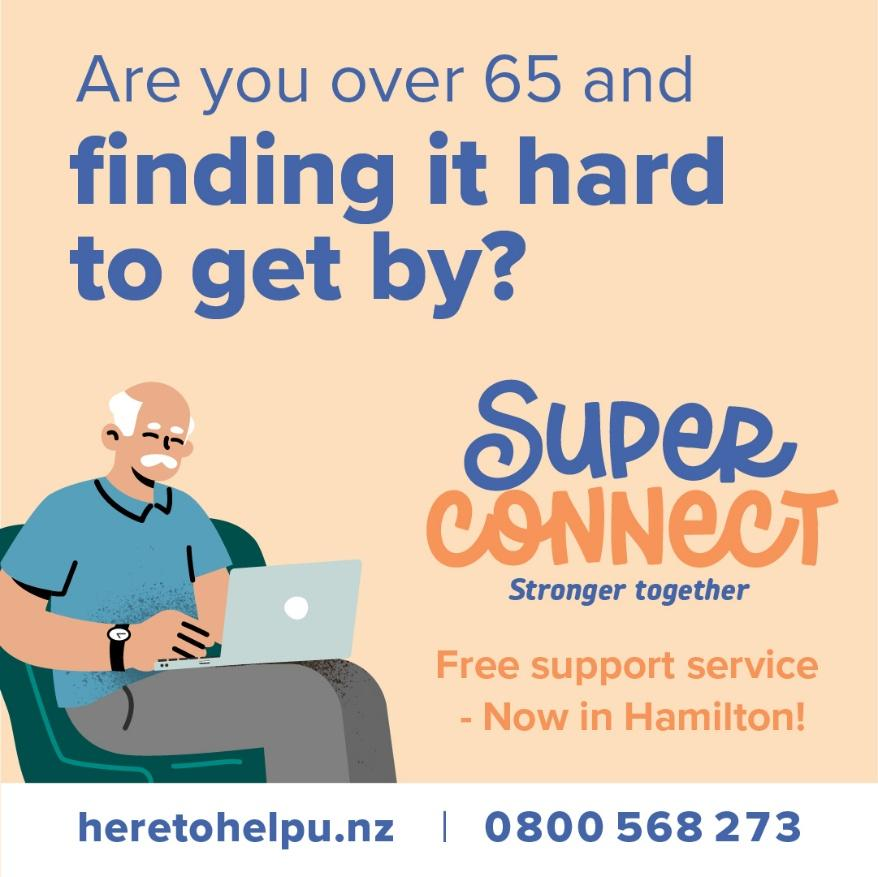 Are you over 65 and
finding it hard
to get by?
SUPER
CONNECT
Stronger together
Free support service
- Now in Hamilton!
heretohelpu.nz | 0800 568 273